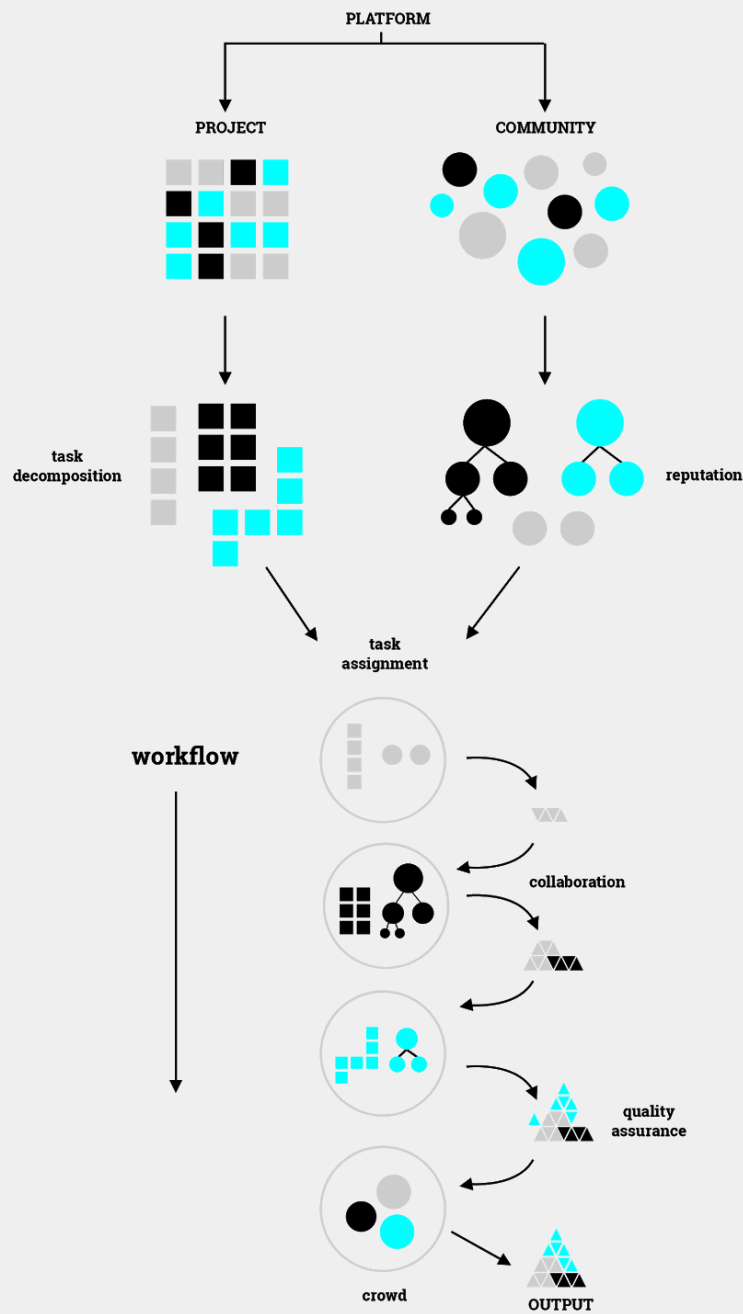 PLATFORM
PROJECT
COMMUNITY
task
decomposition
reputation
task
assignment
workflow
collaboration
quality
assurance
crowd
OUTPUT